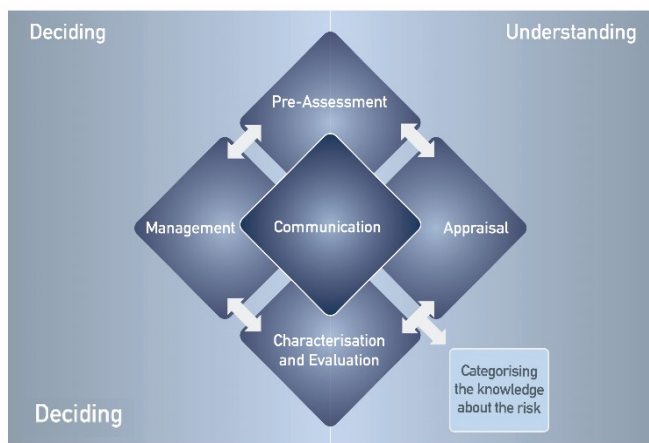 Deciding
Understanding
Pre-Assessment
Management
Communication
Appraisal
Characterisation
and Evaluation
Categorising
the knowledge
about the risk
Deciding